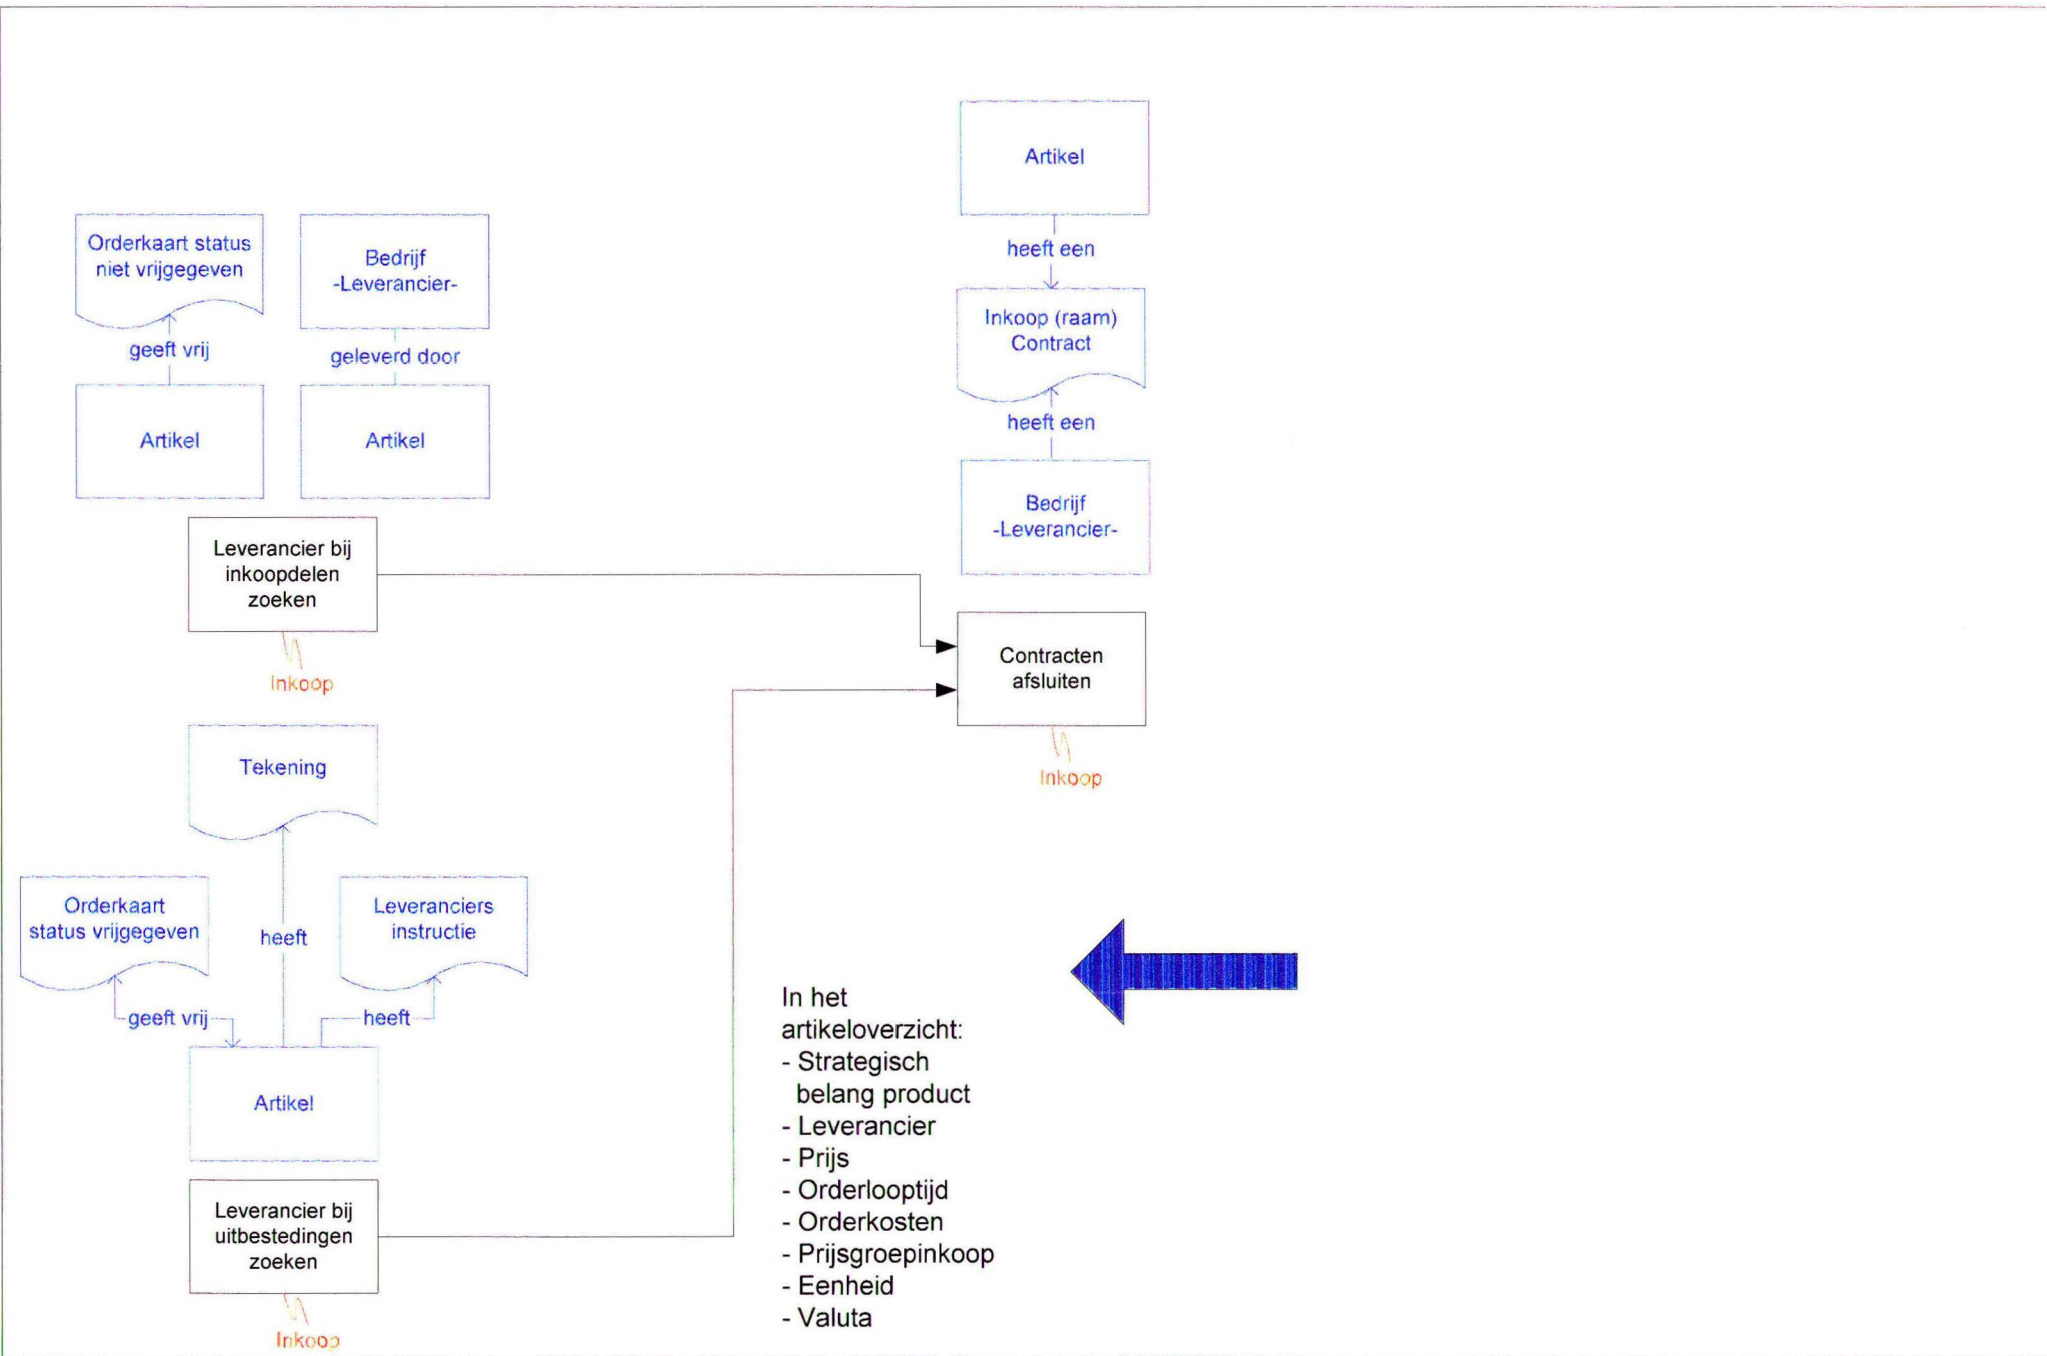 Artikel
heeft een
Inkoop (raam)
Contract
heeft een
Bedrijf
-Leverancier-
Orderkaart status
niet vrijgegeven
geeft vrij
Artikel
Bedrijf
-Leverancier-
geleverd door
Artikel
Leverancier bij
inkoopdelen
zoeken
Inkoop
Contracten
afsluiten
Inkoop
Tekening
heeft
Orderkaart
status vrijgegeven
geeft vrij
Leveranciers
instructie
heeft
Artikel
Leverancier bij
uitbestedingen
zoeken
Inkoop
In het
artikeloverzicht:
- Strategisch
belang product
- Leverancier
- Prijs
- Orderlooptijd
- Orderkosten
- Prijsgroepinkoop
- Eenheid
- Valuta